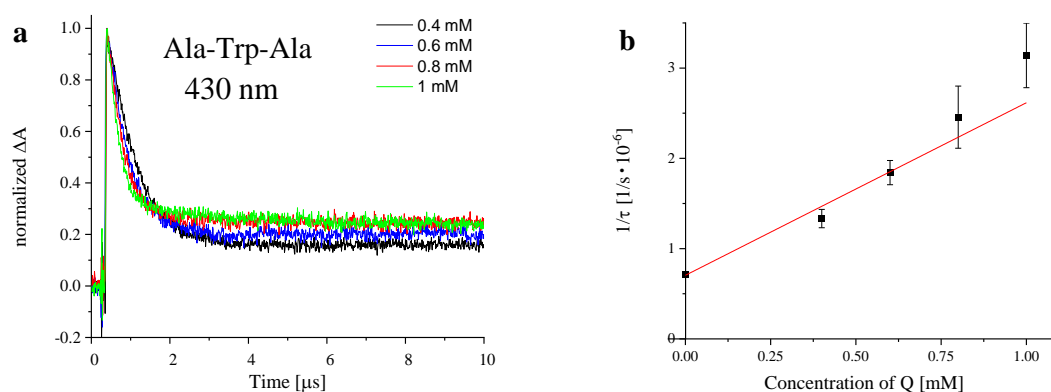 a
Ala-Trp-Ala
430 nm
0.4 mM
0.6 mM
0.8 mM
1 mM
normalized ΔA
1.0
0.8
0.6
0.4
0.2
0.0
-0.2
0
2
4
6
8
10
Time [μs]
b
1/τ [1/s·10⁻⁶]
3
2
1
0
0.00
0.25
0.50
0.75
1.00
Concentration of Q [mM]